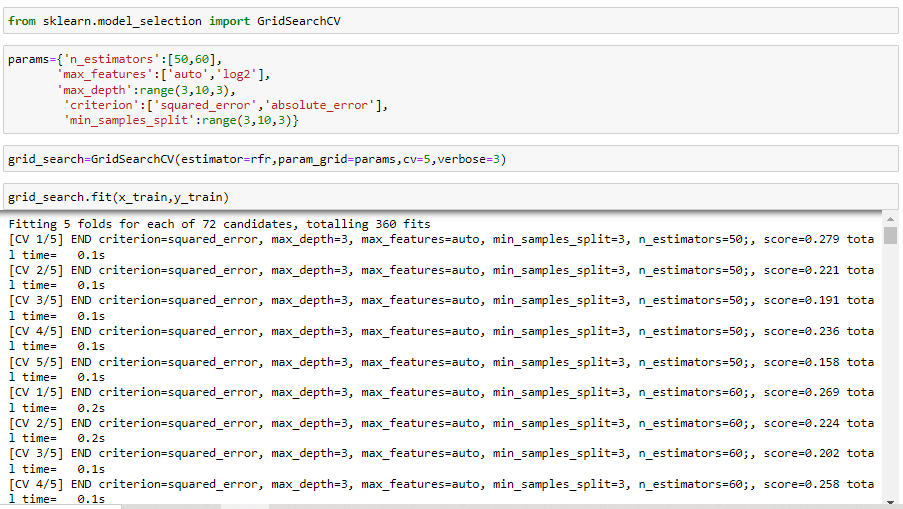 from sklearn.model_selection import GridSearchCV
params={'n_estimators':[50,60],
'max_features':['auto','log2'],
'max_depth':range(3,10,3),
'criterion':['squared_error','absolute_error'],
'min_samples_split':range(3,10,3)}
grid_search=GridSearchCV(estimator=rfr,param_grid=params,cv=5,verbose=3)
grid_search.fit(x_train,y_train)
Fitting 5 folds for each of 72 candidates, totalling 360 fits
[CV 1/5] END criterion=squared_error, max_depth=3, max_features=auto, min_samples_split=3, n_estimators=50;, score=0.279 tota
l time=   0.1s
[CV 2/5] END criterion=squared_error, max_depth=3, max_features=auto, min_samples_split=3, n_estimators=50;, score=0.221 tota
l time=   0.1s
[CV 3/5] END criterion=squared_error, max_depth=3, max_features=auto, min_samples_split=3, n_estimators=50;, score=0.191 tota
l time=   0.1s
[CV 4/5] END criterion=squared_error, max_depth=3, max_features=auto, min_samples_split=3, n_estimators=50;, score=0.236 tota
l time=   0.1s
[CV 5/5] END criterion=squared_error, max_depth=3, max_features=auto, min_samples_split=3, n_estimators=50;, score=0.158 tota
l time=   0.1s
[CV 1/5] END criterion=squared_error, max_depth=3, max_features=auto, min_samples_split=3, n_estimators=60;, score=0.269 tota
l time=   0.2s
[CV 2/5] END criterion=squared_error, max_depth=3, max_features=auto, min_samples_split=3, n_estimators=60;, score=0.224 tota
l time=   0.2s
[CV 3/5] END criterion=squared_error, max_depth=3, max_features=auto, min_samples_split=3, n_estimators=60;, score=0.202 tota
l time=   0.1s
[CV 4/5] END criterion=squared_error, max_depth=3, max_features=auto, min_samples_split=3, n_estimators=60;, score=0.258 tota
l time=   0.1s